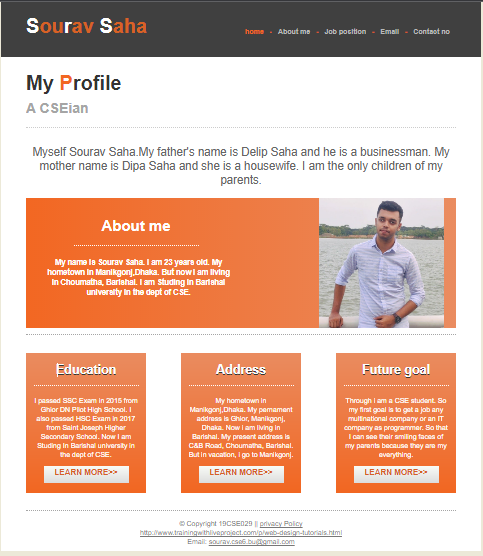 Sourav Saha
home - About me - Job position - Email - Contact no
My Profile
A CSEian
Myself Sourav Saha.My father's name is Delip Saha and he is a businessman. My
mother name is Dipa Saha and she is a housewife. I am the only children of my
parents.
About me
My name is Sourav Saha. I am 23 years old. My
hometown in Manikgonj,Dhaka. But now I am living
in Choumatha, Barishal. I am Studing in Barishal
university in the dept of CSE.
Education
I passed SSC Exam in 2015 from
Ghior DN Pilot High School. I
also passed HSC Exam in 2017
from Saint Joseph Higher
Secondary School. Now I am
Studing in Barishal university in
the dept of CSE.
LEARN MORE>>
Address
My hometown in
Manikgonj,Dhaka. My pernament
address is Ghior, Manikgonj,
Dhaka. Now I am living in
Barishal. My present address is
C&B Road, Choumatha, Barishal.
But in vacation, I go to Manikgonj.
LEARN MORE>>
Future goal
Through I am a CSE student. So
my first goal is to get a job any
multinational company or an IT
company as programmer. So that
I can see their smiling faces of
my parents because they are my
everything.
LEARN MORE>>
© Copyright 19CSE029 || privacy Policy
http://www.trainingwithliveproject.com/p/web-design-tutorials.html
Email: sourav.cse6.bu@gmail.com